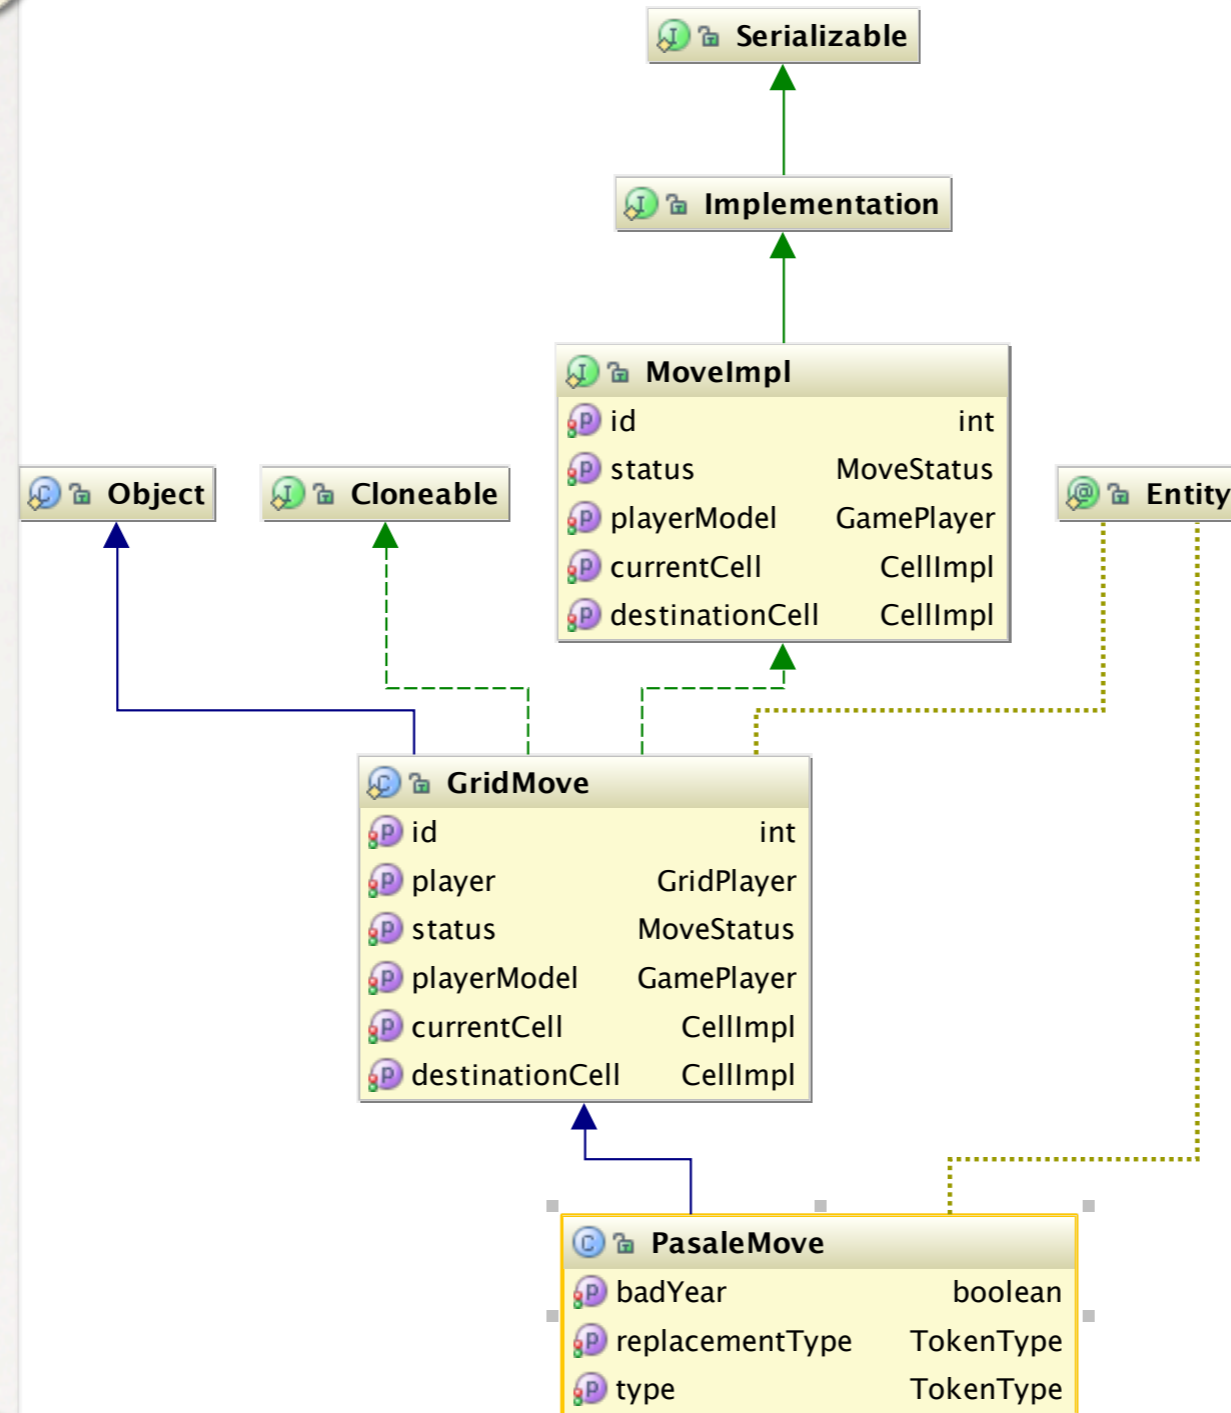 Serializable
Implementation
MoveImpl
id int
status MoveStatus
playerModel GamePlayer
currentCell CellImpl
destinationCell CellImpl
Object
Cloneable
Entity
GridMove
id int
player GridPlayer
status MoveStatus
playerModel GamePlayer
currentCell CellImpl
destinationCell CellImpl
PasaleMove
badYear boolean
replacementType TokenType
type TokenType